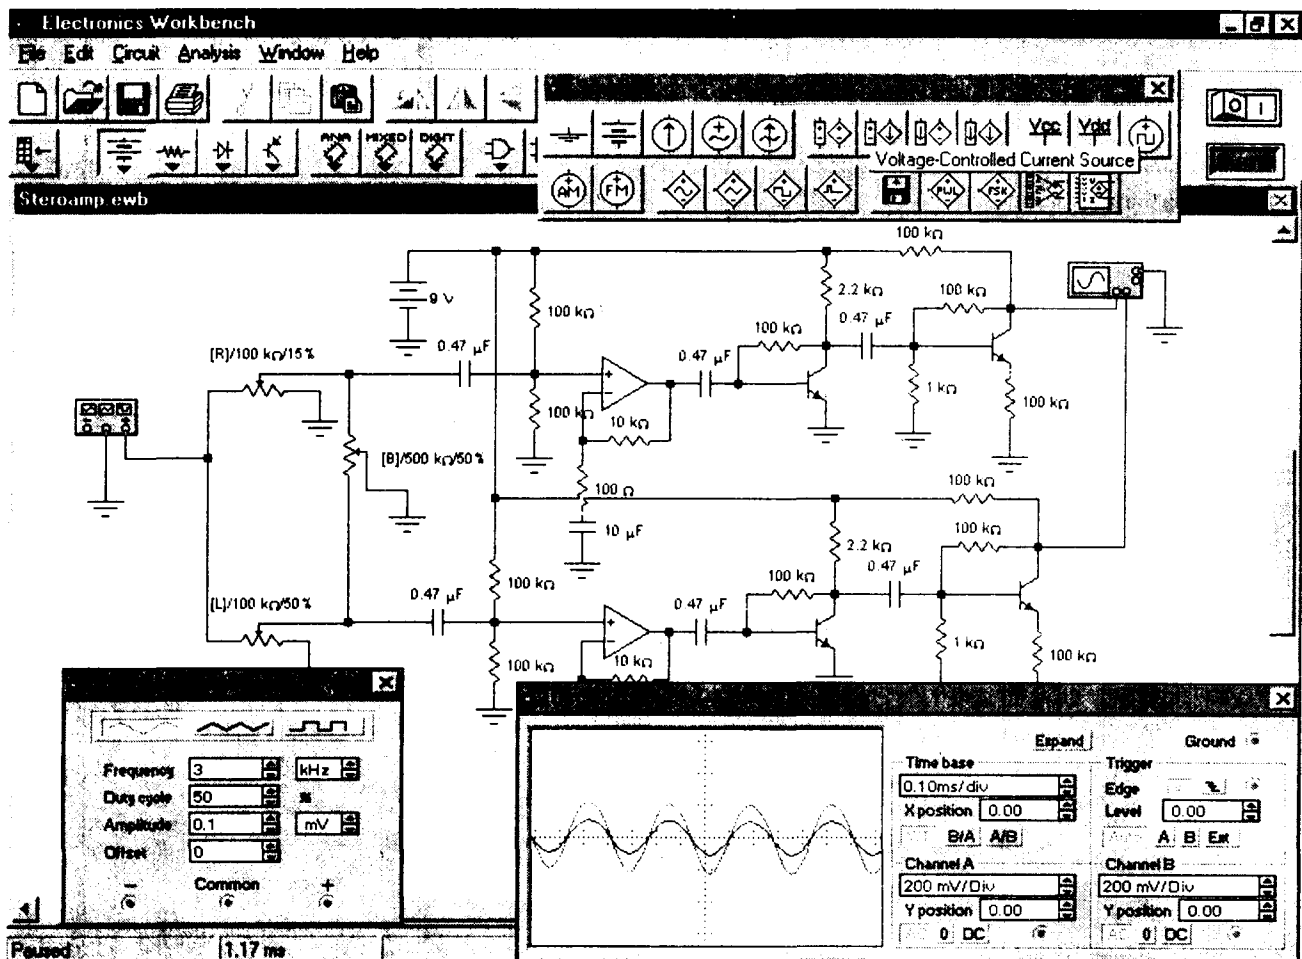 Electronics Workbench
File Edit Circuit Analysis Window Help
ANA MIXED DIGIT
Vcc Vdd
Voltage-Controlled Current Source
AM FM PWL FSK
O I
Steroamp.ewb
100 kΩ
9 V
100 kΩ
2.2 kΩ
100 kΩ
0.47 µF
0.47 µF
100 kΩ
0.47 µF
[R]/100 kΩ/15%
1 kΩ
100 kΩ
100 kΩ
10 kΩ
[B]/500 kΩ/50%
100 Ω
100 kΩ
10 µF
100 kΩ
2.2 kΩ
0.47 µF
100 kΩ
100 kΩ
[L]/100 kΩ/50%
0.47 µF
0.47 µF
1 kΩ
100 kΩ
100 kΩ
10 kΩ
Frequency 3 kHz
Duty cycle 50 %
Amplitude 0.1 mV
Offset 0
- Common +
Expand Ground
Time base
0.10ms/div
X position 0.00
B/A A/B
Trigger
Edge
Level 0.00
A B Ext
Channel A
200 mV/Div
Y position 0.00
0 DC
Channel B
200 mV/Div
Y position 0.00
0 DC
Paused 1.17 ms